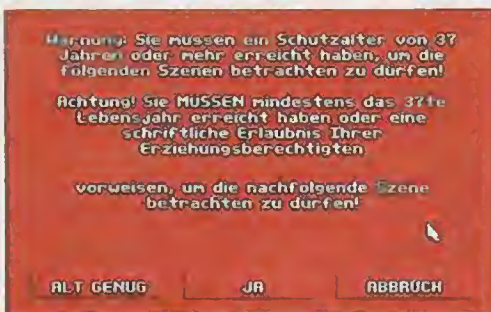 Warnung! Sie müssen ein Schutzalter von 37
Jahren oder mehr erreicht haben, um die
folgenden Szenen betrachten zu dürfen!
Achtung! Sie MÜSSEN mindestens das 37te
Lebensjahr erreicht haben oder eine
schriftliche Erlaubnis Ihrer
Erziehungsberechtigten
vorweisen, um die nachfolgende Szene
betrachten zu dürfen!
ALT GENUG
JA
ABBRUCH